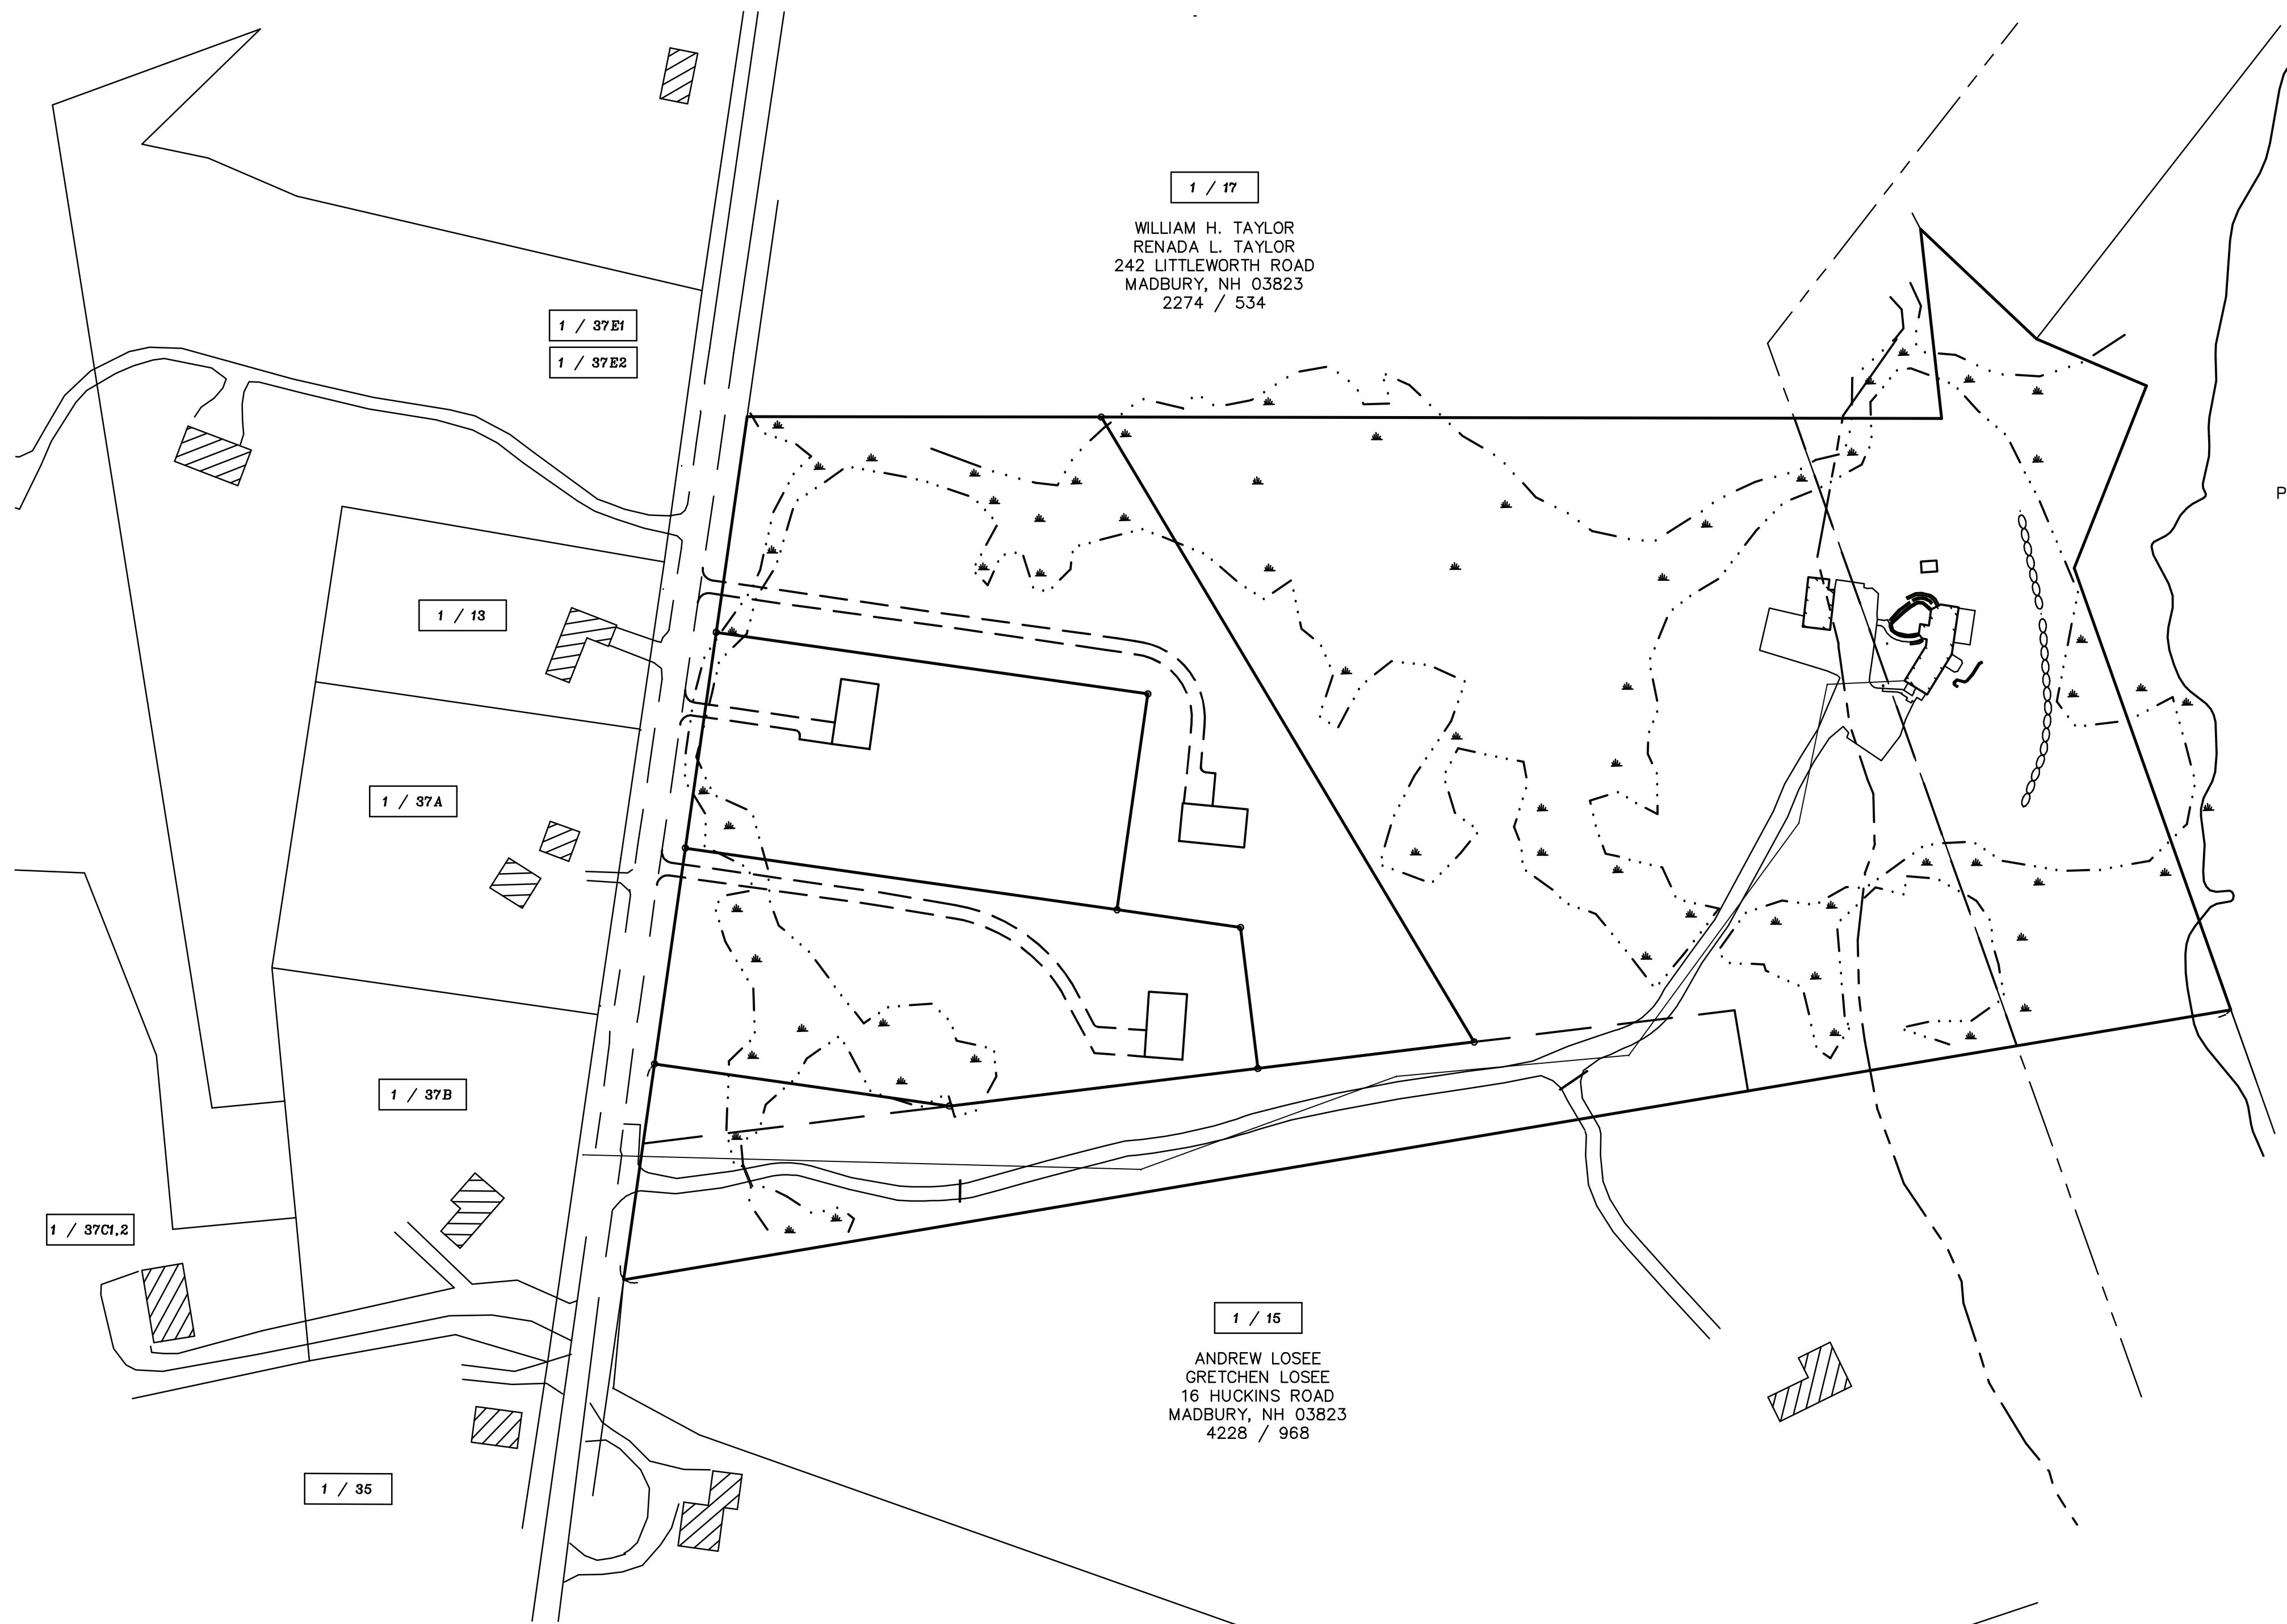 1 / 17
WILLIAM H. TAYLOR
RENADA L. TAYLOR
242 LITTLEWORTH ROAD
MADBURY, NH 03823
2274 / 534
1 / 37E1
1 / 37E2
P
1 / 13
1 / 37A
1 / 37B
1 / 37C1,2
1 / 15
ANDREW LOSEE
GRETCHEN LOSEE
16 HUCKINS ROAD
MADBURY, NH 03823
4228 / 968
1 / 35